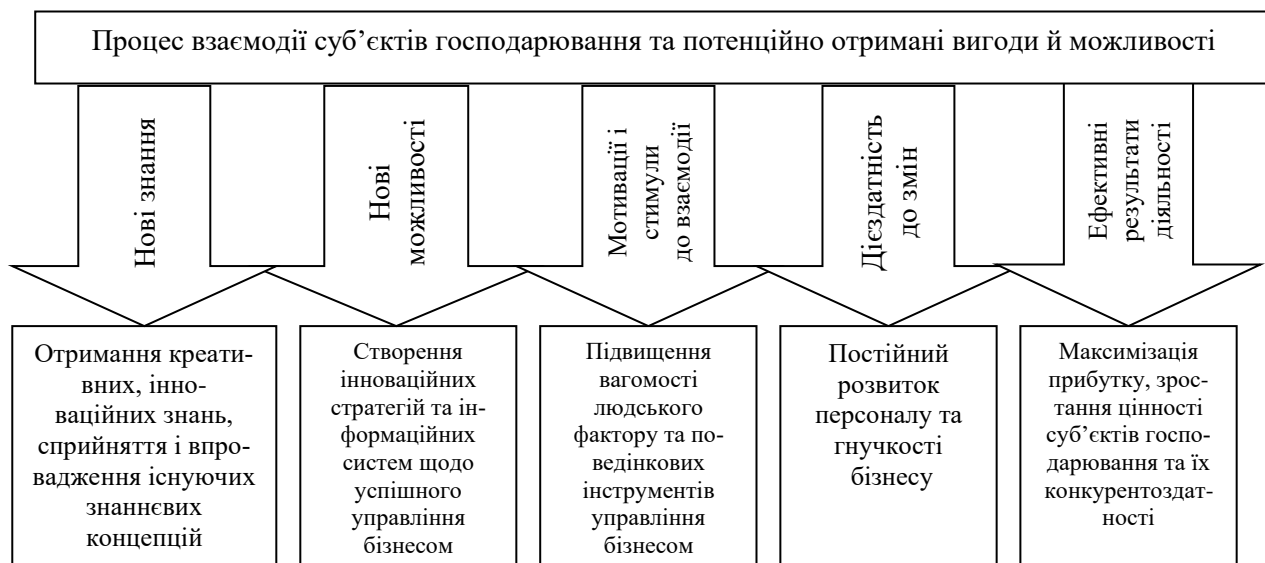 Процес взаємодії суб’єктів господарювання та потенційно отримані вигоди й можливості
Нові знання
Нові
можливості
Мотивації і
стимули
до взаємодії
Дієздатність
до змін
Ефективні
результати
діяльності
Отримання креати-
вних, інно-
ваційних знань,
сприйняття і впро-
вадження існуючих
знаннєвих
концепцій
Створення
інноваційних
стратегій та ін-
формаційних
систем щодо
успішного
управління
бізнесом
Підвищення
вагомості
людського
фактору та по-
ведінкових
інструментів
управління
бізнесом
Постійний
розвиток
персоналу та
гнучкості
бізнесу
Максимізація
прибутку, зрос-
тання цінності
суб’єктів госпо-
дарювання та їх
конкурентоздат-
ності